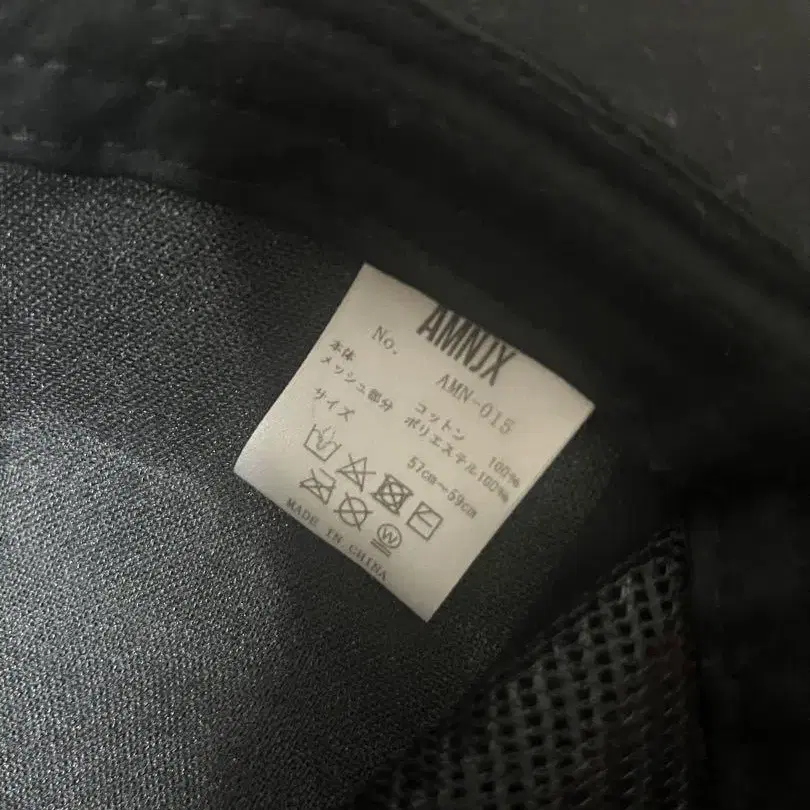 AMNJX
No. AMN-015
本体 コットン 100%
メッシュ部分 ポリエステル100%
サイズ 57cm～59cm
W
MADE IN CHINA